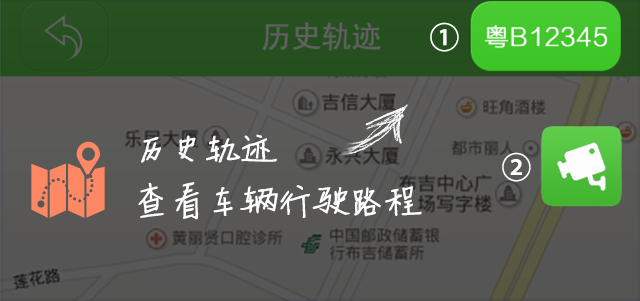 历史轨迹
①
粤B12345
吉信大厦
旺角酒楼
乐民大厦
历史轨迹
永兴大厦
都市丽人
②
布吉中心广
场写字楼
查看车辆行驶路程
黄丽贤口腔诊所
中国邮政储蓄银
行布吉储蓄所
莲花路